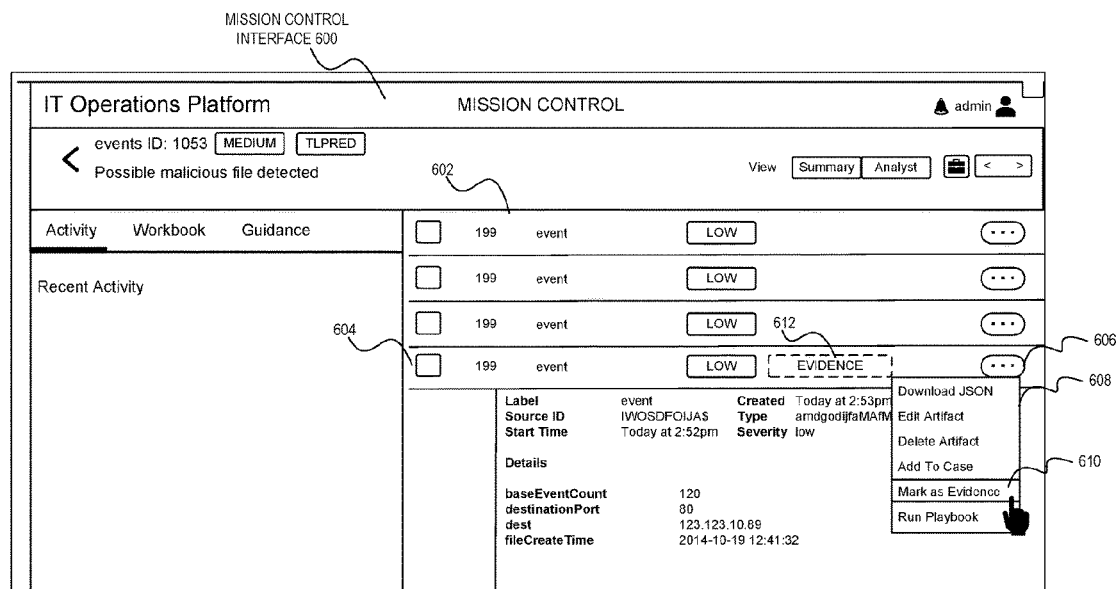 MISSION CONTROL
INTERFACE 600
IT Operations Platform MISSION CONTROL admin
events ID: 1053 MEDIUM TLPRED
Possible malicious file detected
View Summary Analyst < >
602
Activity Workbook Guidance
199 event LOW ...
199 event LOW ...
Recent Activity
199 event LOW ...
604
612
606
199 event LOW EVIDENCE ...
608
Download JSON
Label event Created Today at 2:53pm
Source ID IWOSDFOIJA$ Type amdgodijfaMAfM Edit Artifact
Start Time Today at 2:52pm Severity low
Delete Artifact
Details
Add To Case
610
baseEventCount 120 Mark as Evidence
destinationPort 80
dest 123.123.10.89 Run Playbook
fileCreateTime 2014-10-19 12:41:32